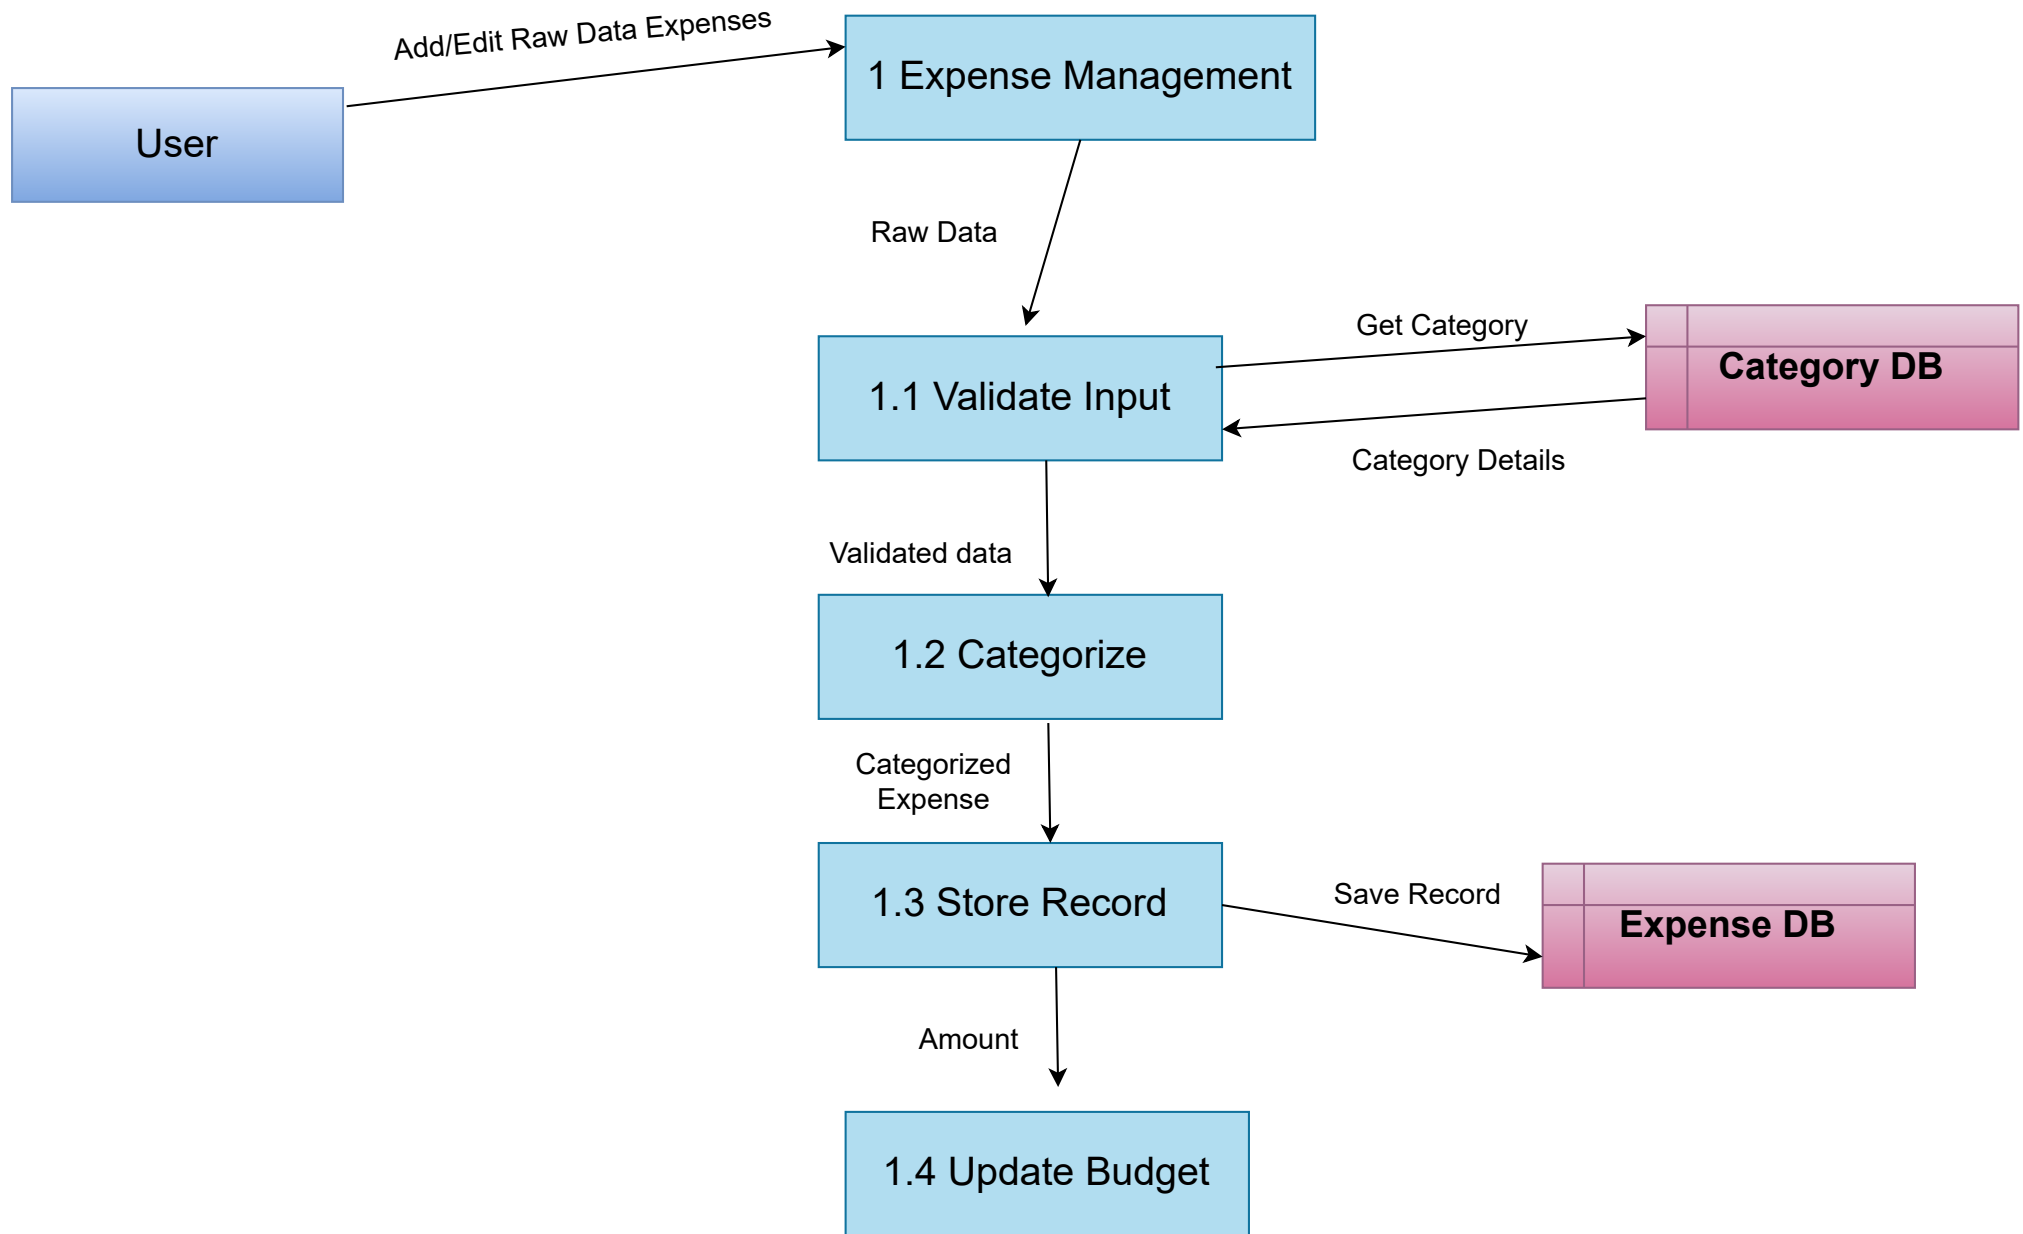 Add/Edit Raw Data Expenses
1 Expense Management
User
Raw Data
Get Category
Category DB
1.1 Validate Input
Category Details
Validated data
1.2 Categorize
Categorized
Expense
1.3 Store Record
Save Record
Expense DB
Amount
1.4 Update Budget